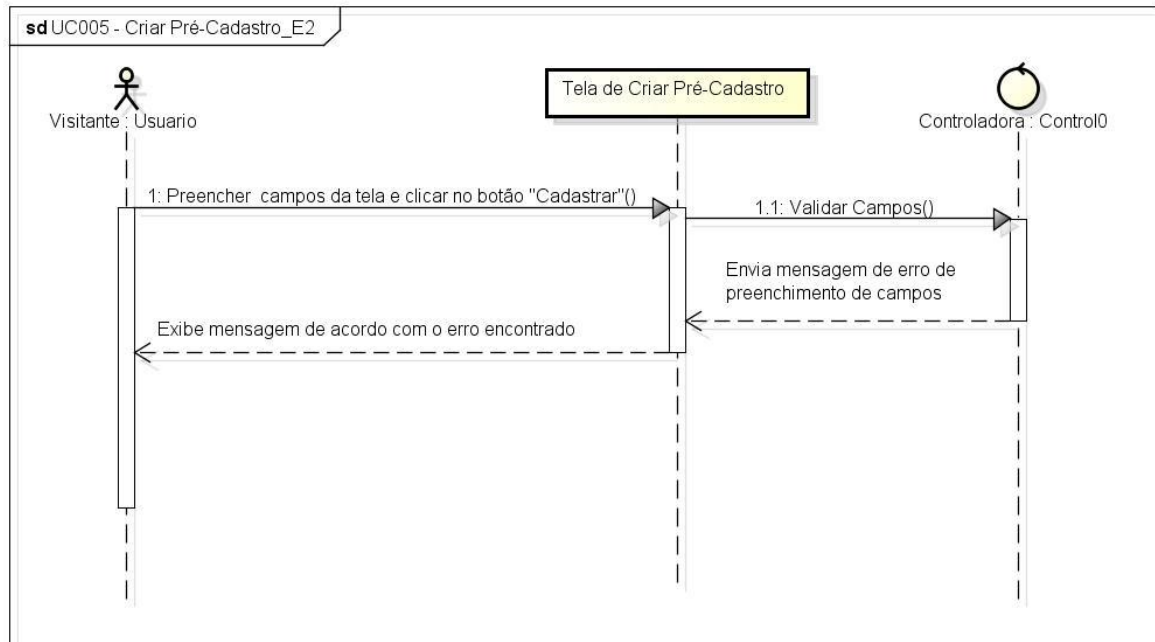 sd UC005 - Criar Pré-Cadastro_E2
Visitante : Usuario
Tela de Criar Pré-Cadastro
Controladora : Control0
1: Preencher  campos da tela e clicar no botão "Cadastrar"()
1.1: Validar Campos()
Envia mensagem de erro de
preenchimento de campos
Exibe mensagem de acordo com o erro encontrado